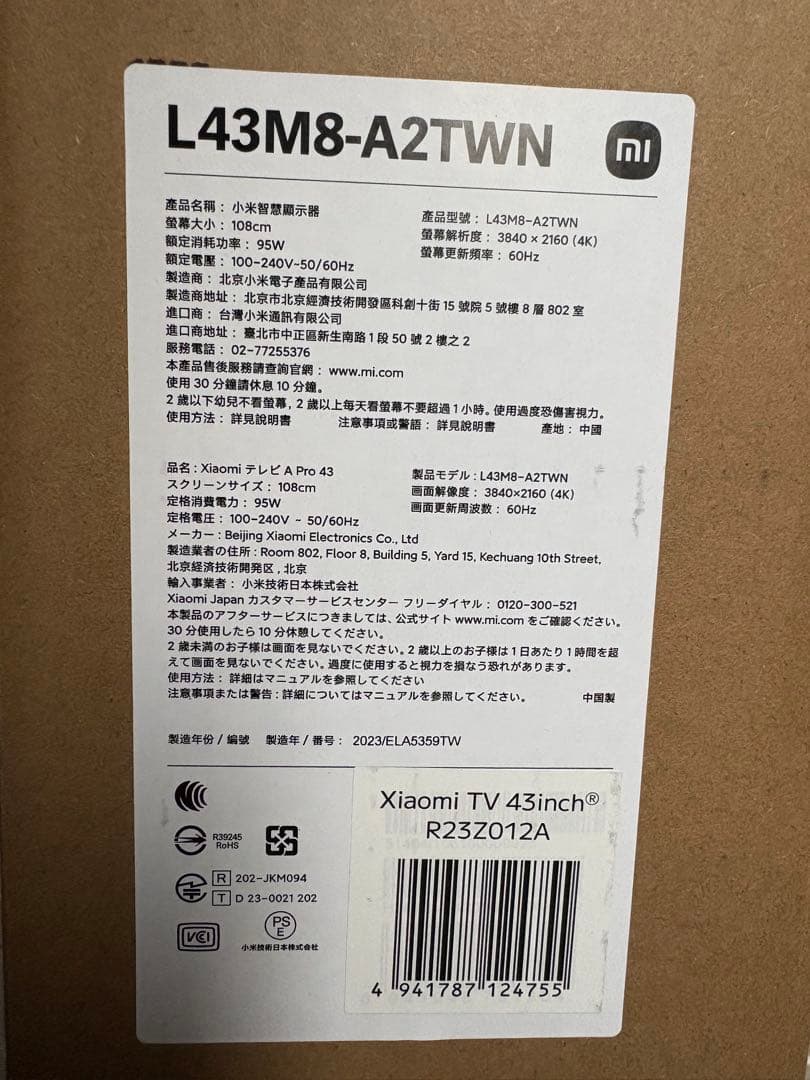 L43M8-A2TWN
mi
產品名稱：小米智慧顯示器
產品型號：L43M8-A2TWN
螢幕大小：108cm
螢幕解析度：3840 × 2160 (4K)
額定消耗功率：95W
螢幕更新頻率：60Hz
額定電壓：100-240V~50/60Hz
製造商：北京小米電子產品有限公司
製造商地址：北京市北京經濟技術開發區科創十街 15 號院 5 號樓 8 層 802 室
進口商：台灣小米通訊有限公司
進口商地址：臺北市中正區新生南路 1 段 50 號 2 樓之 2
服務電話：02-77255376
本產品售後服務請查詢官網：www.mi.com
使用 30 分鐘請休息 10 分鐘。
2 歲以下幼兒不看螢幕，2 歲以上每天看螢幕不要超過 1 小時。使用過度恐傷害視力。
使用方法：詳見說明書 注意事項或警語：詳見說明書 產地：中國
品名：Xiaomi テレビ A Pro 43
製品モデル：L43M8-A2TWN
スクリーンサイズ：108cm
画面解像度：3840×2160 (4K)
定格消費電力：95W
画面更新周波数：60Hz
定格電圧：100-240V ~ 50/60Hz
メーカー：Beijing Xiaomi Electronics Co., Ltd
製造業者の住所：Room 802, Floor 8, Building 5, Yard 15, Kechuang 10th Street,
北京経済技術開発区，北京
輸入事業者：小米技術日本株式会社
Xiaomi Japan カスタマーサービスセンター フリーダイヤル：0120-300-521
本製品のアフターサービスにつきましては、公式サイト www.mi.com をご確認ください。
30 分使用したら 10 分休憩してください。
2 歳未満のお子様は画面を見ないでください。2 歳以上のお子様は 1 日あたり 1 時間を超
えて画面を見ないでください。過度に使用すると視力を損なう恐れがあります。
使用方法：詳細はマニュアルを参照してください
注意事項または警告：詳細についてはマニュアルを参照してください。 中国製
製造年份 / 編號 製造年 / 番号：2023/ELA5359TW
R39245
RoHS
R 202-JKM094
T D 23-0021 202
VCCI
PS
E
小米技術日本株式会社
Xiaomi TV 43inch®
R23Z012A
4 941787 124755